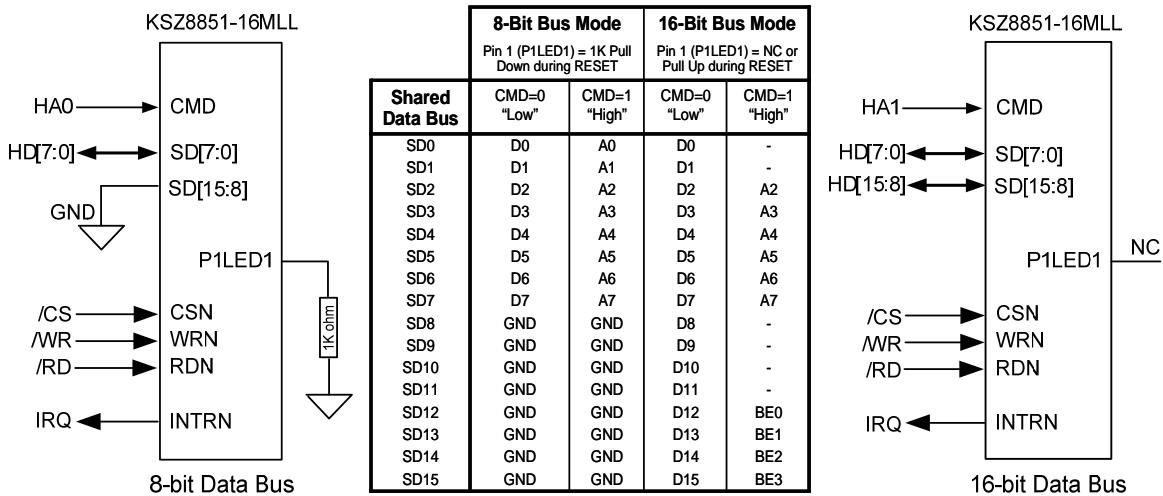 KSZ8851-16MLL
HA0
CMD
HD[7:0]
SD[7:0]
SD[15:8]
GND
P1LED1
1K ohm
/CS
CSN
/WR
WRN
/RD
RDN
IRQ
INTRN
8-bit Data Bus
8-Bit Bus Mode 16-Bit Bus Mode
Pin 1 (P1LED1) = 1K Pull Pin 1 (P1LED1) = NC or
Down during RESET Pull Up during RESET
Shared CMD=0 CMD=1 CMD=0 CMD=1
Data Bus "Low" "High" "Low" "High"
SD0 D0 A0 D0 -
SD1 D1 A1 D1 -
SD2 D2 A2 D2 A2
SD3 D3 A3 D3 A3
SD4 D4 A4 D4 A4
SD5 D5 A5 D5 A5
SD6 D6 A6 D6 A6
SD7 D7 A7 D7 A7
SD8 GND GND D8 -
SD9 GND GND D9 -
SD10 GND GND D10 -
SD11 GND GND D11 -
SD12 GND GND D12 BE0
SD13 GND GND D13 BE1
SD14 GND GND D14 BE2
SD15 GND GND D15 BE3
KSZ8851-16MLL
HA1
CMD
HD[7:0]
SD[7:0]
HD[15:8]
SD[15:8]
P1LED1
NC
/CS
CSN
/WR
WRN
/RD
RDN
IRQ
INTRN
16-bit Data Bus